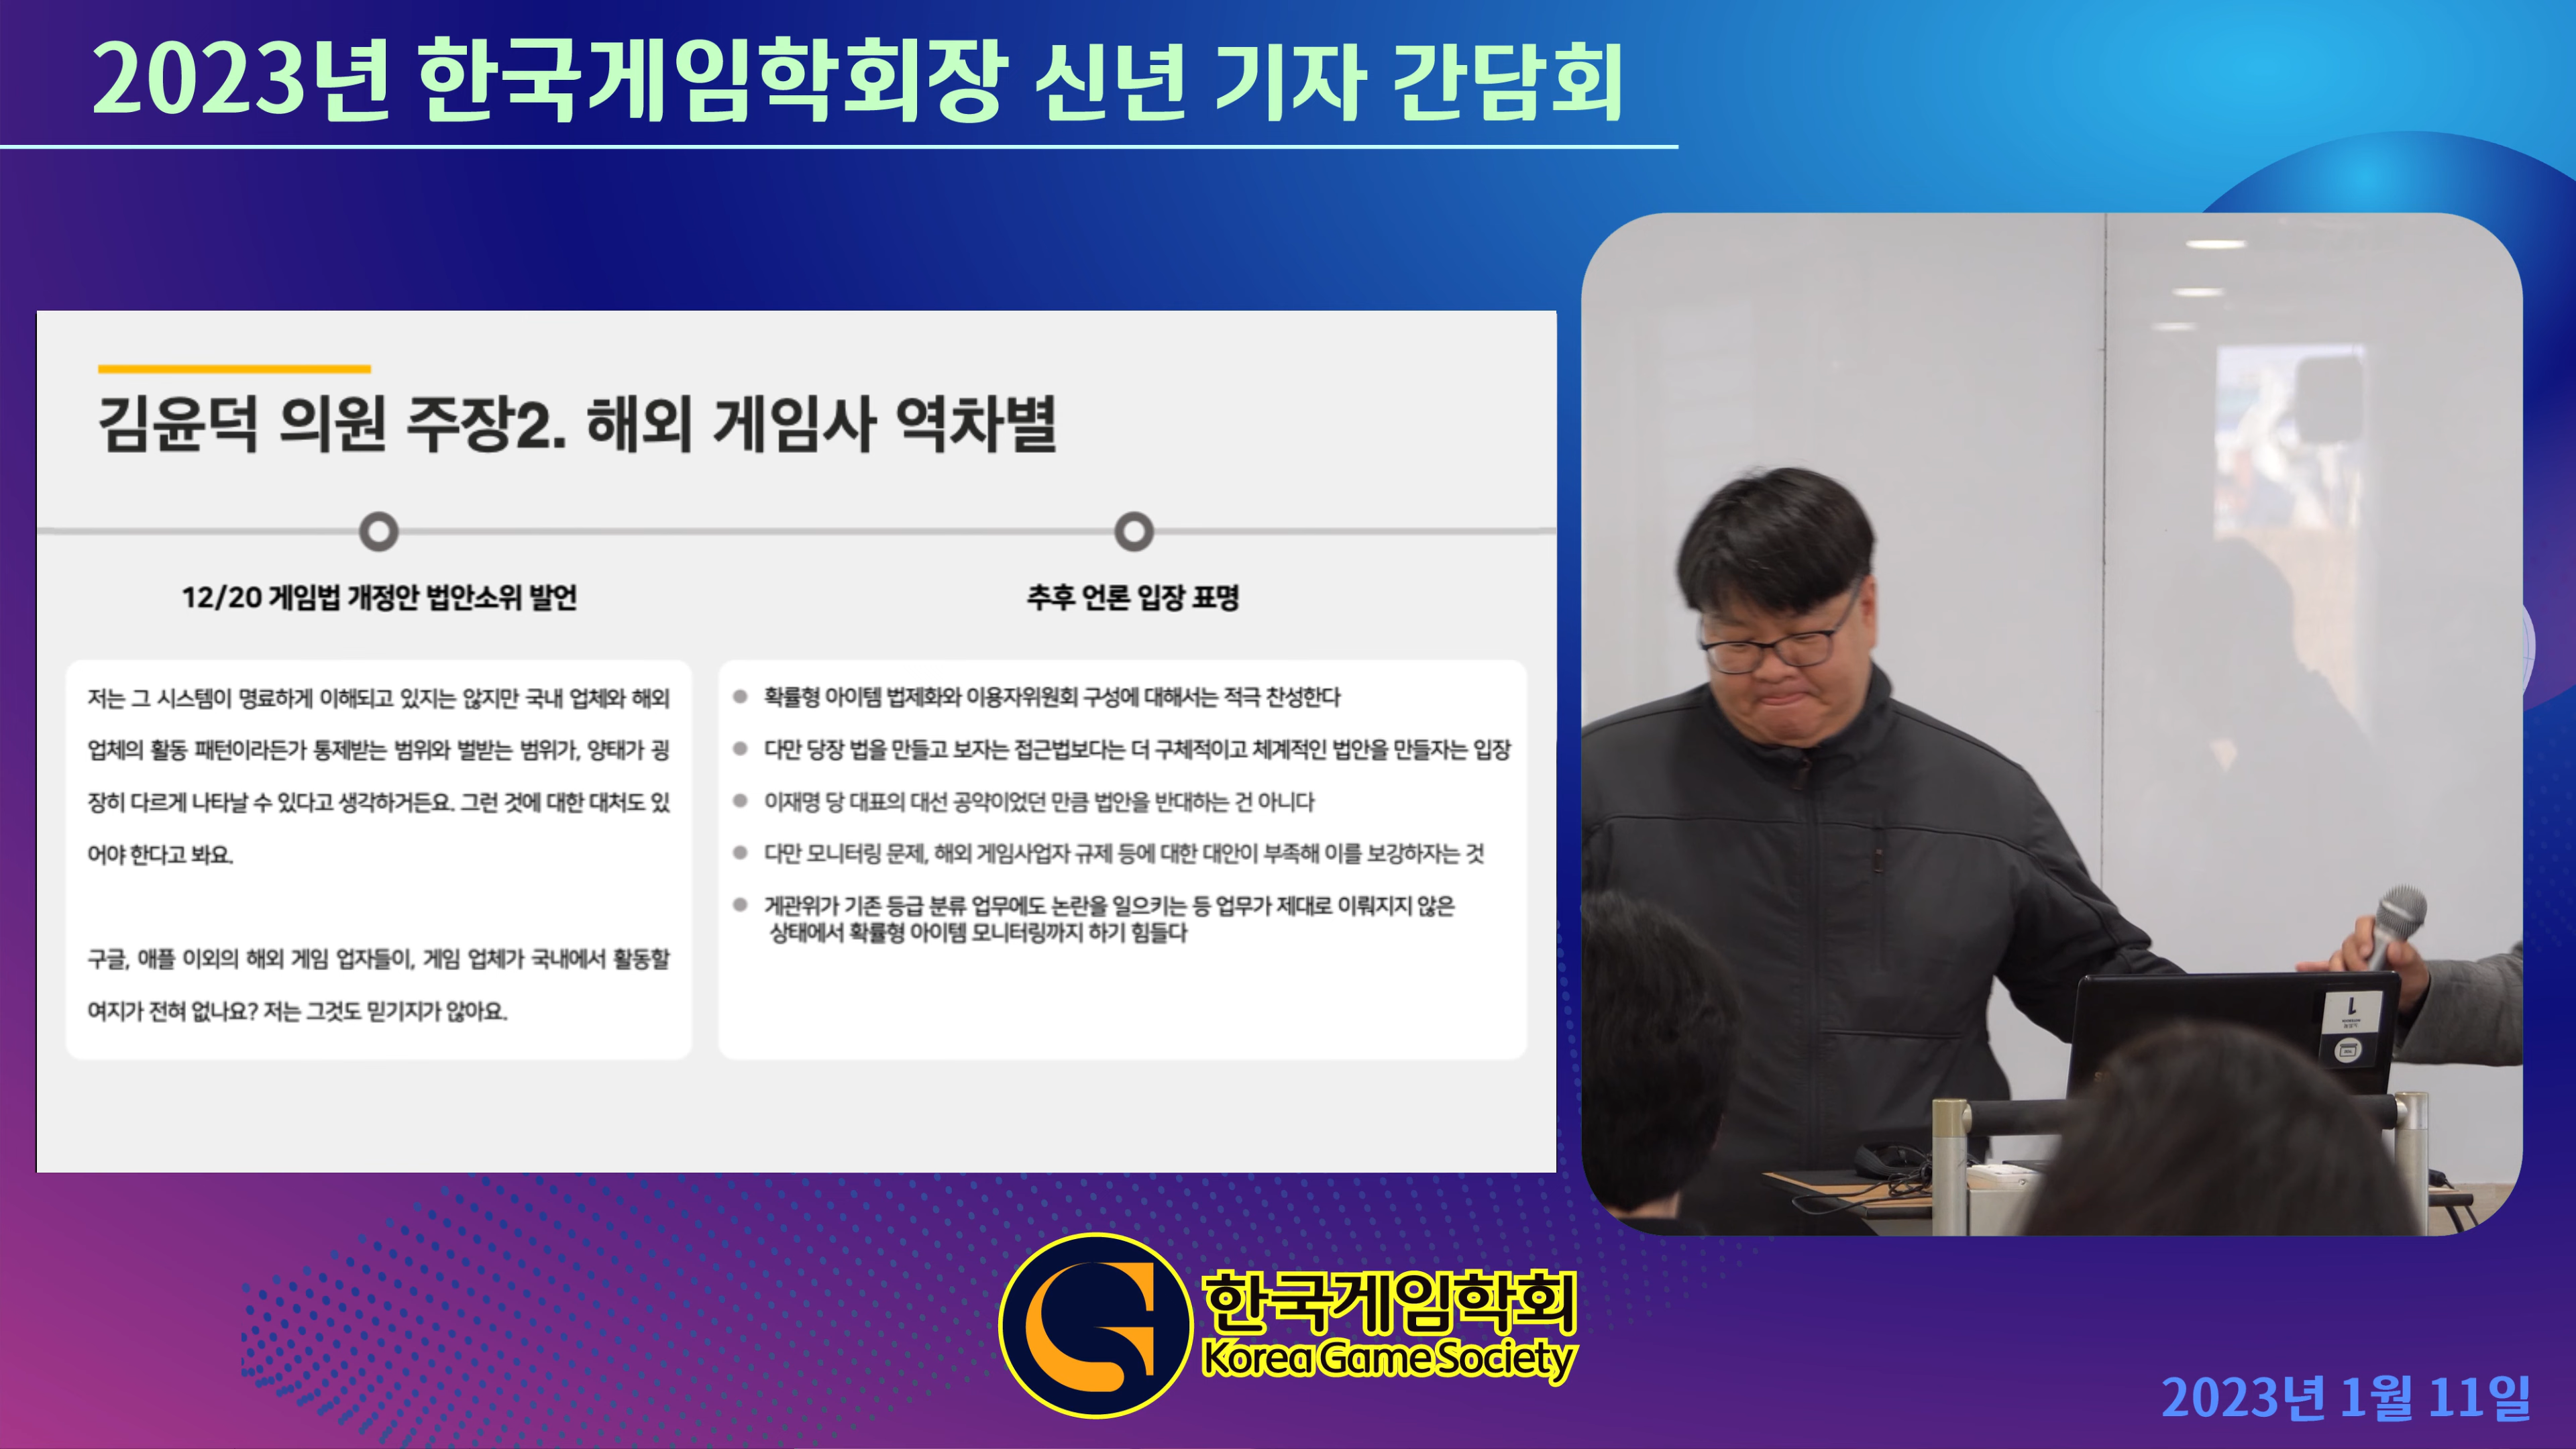 2023년 한국게임학회장 신년 기자 간담회
김윤덕 의원 주장2. 해외 게임사 역차별
12/20 게임법 개정안 법안소위 발언
저는 그 시스템이 명료하게 이해되고 있지는 않지만 국내 업체와 해외
업체의 활동 패턴이라든가 통제받는 범위와 벌받는 범위가, 양태가 굉
장히 다르게 나타날 수 있다고 생각하거든요. 그런 것에 대한 대처도 있
어야 한다고 봐요.
구글, 애플 이외의 해외 게임 업자들이, 게임 업체가 국내에서 활동할
여지가 전혀 없나요? 저는 그것도 믿기지가 않아요.
추후 언론 입장 표명
확률형 아이템 법제화와 이용자위원회 구성에 대해서는 적극 찬성한다
다만 당장 법을 만들고 보자는 접근법보다는 더 구체적이고 체계적인 법안을 만들자는 입장
이재명 당 대표의 대선 공약이었던 만큼 법안을 반대하는 건 아니다
다만 모니터링 문제, 해외 게임사업자 규제 등에 대한 대안이 부족해 이를 보강하자는 것
게관위가 기존 등급 분류 업무에도 논란을 일으키는 등 업무가 제대로 이뤄지지 않은
상태에서 확률형 아이템 모니터링까지 하기 힘들다
한국게임학회
Korea Game Society
2023년 1월 11일